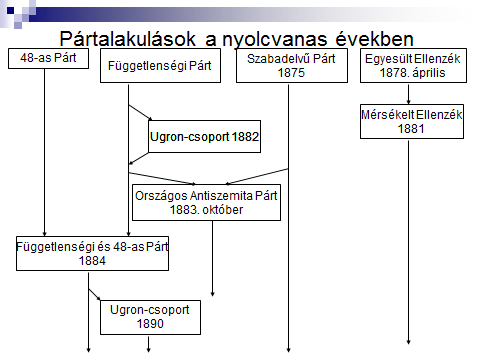 Pártalakulások a nyolcvanas években
48-as Párt
Függetlenségi Párt
Szabadelvű Párt
1875
Egyesült Ellenzék
1878. április
Mérsékelt Ellenzék
1881
Ugron-csoport 1882
Országos Antiszemita Párt
1883. október
Függetlenségi és 48-as Párt
1884
Ugron-csoport
1890